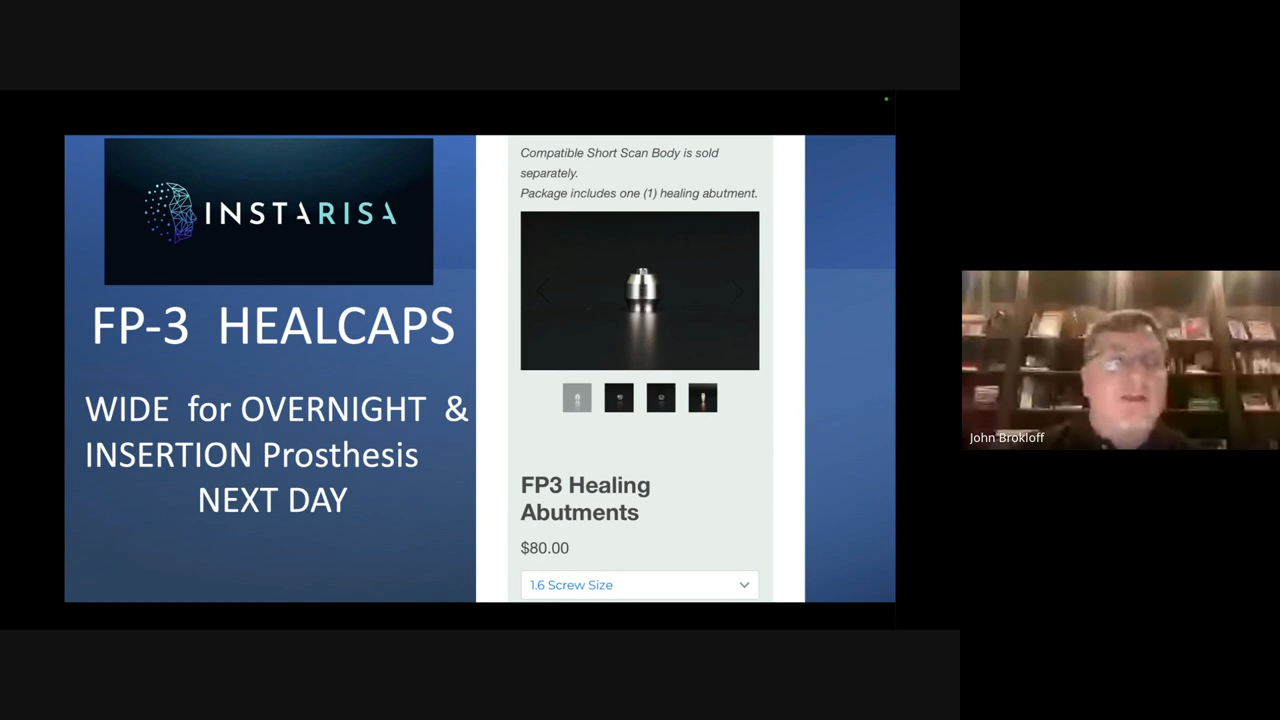 INSTARISA
FP-3 HEALCAPS
WIDE for OVERNIGHT &
INSERTION Prosthesis
NEXT DAY
Compatible Short Scan Body is sold
separately.
Package includes one (1) healing abutment.
FP3 Healing
Abutments
$80.00
1.6 Screw Size
John Brokloff